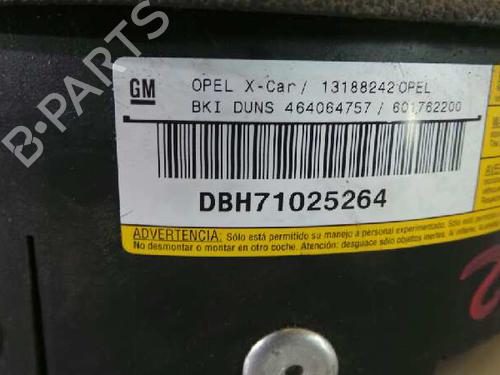 GM
OPEL X-Car/ 13188242 OPEL
BKI DUNS 464064757 / 601762200
DBH71025264
ADVERTENCIA: Sólo está permitido su manejo a personal experimentado.
No desmontar o montar en otro coche. Atención: desguace sólo objetos inertes.
B-PARTS